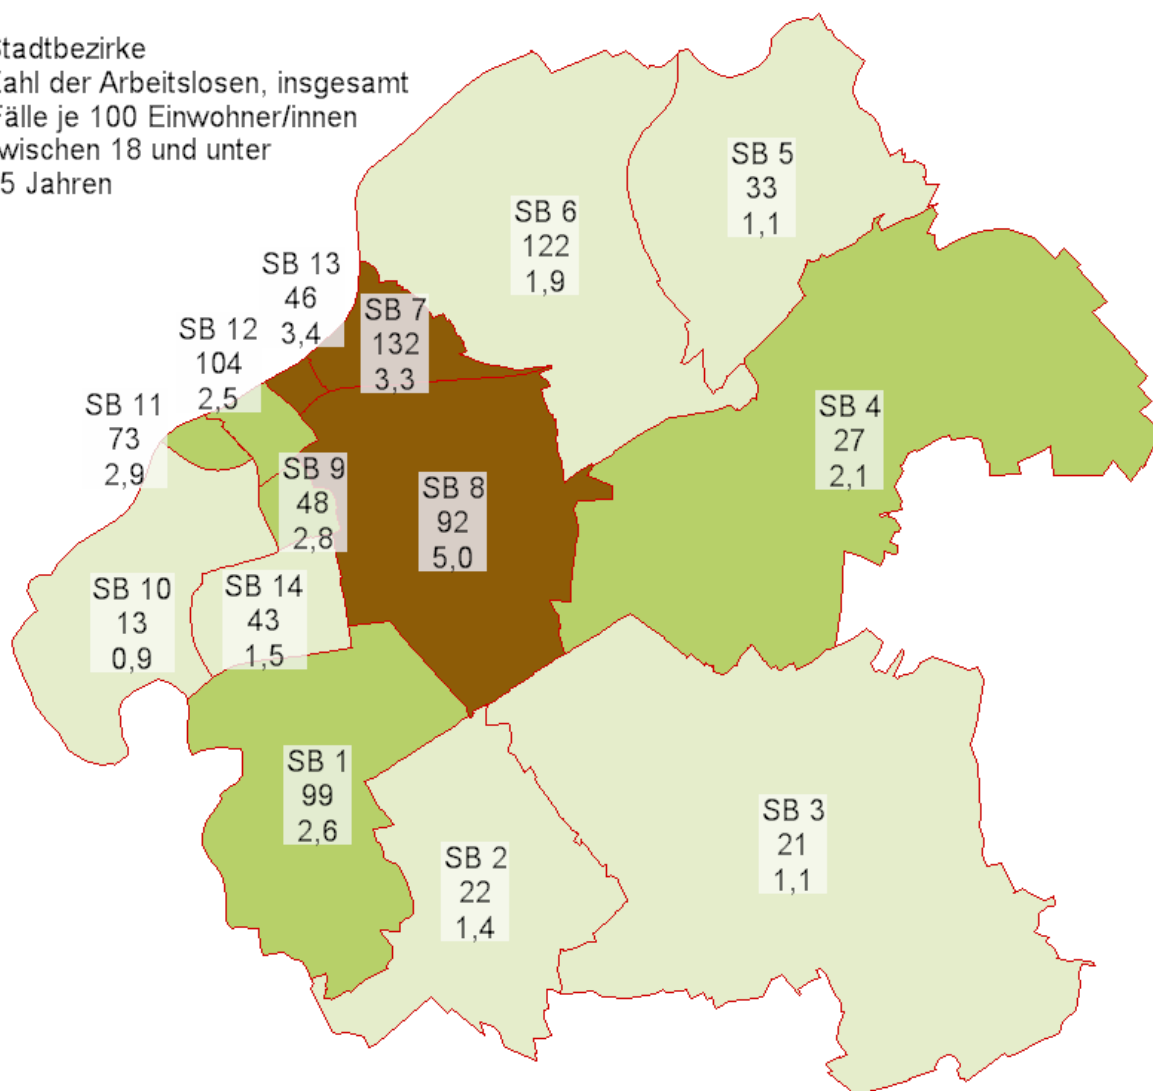 tadtbezirke
ahl der Arbeitslosen, insgesamt
älle je 100 Einwohner/innen
wischen 18 und unter
5 Jahren
SB 5
33
1,1
SB 6
122
1,9
SB 13
46
3,4
SB 7
132
3,3
SB 12
104
2,5
SB 11
73
2,9
SB 4
27
2,1
SB 9
48
2,8
SB 8
92
5,0
SB 10
13
0,9
SB 14
43
1,5
SB 1
99
2,6
SB 3
21
1,1
SB 2
22
1,4